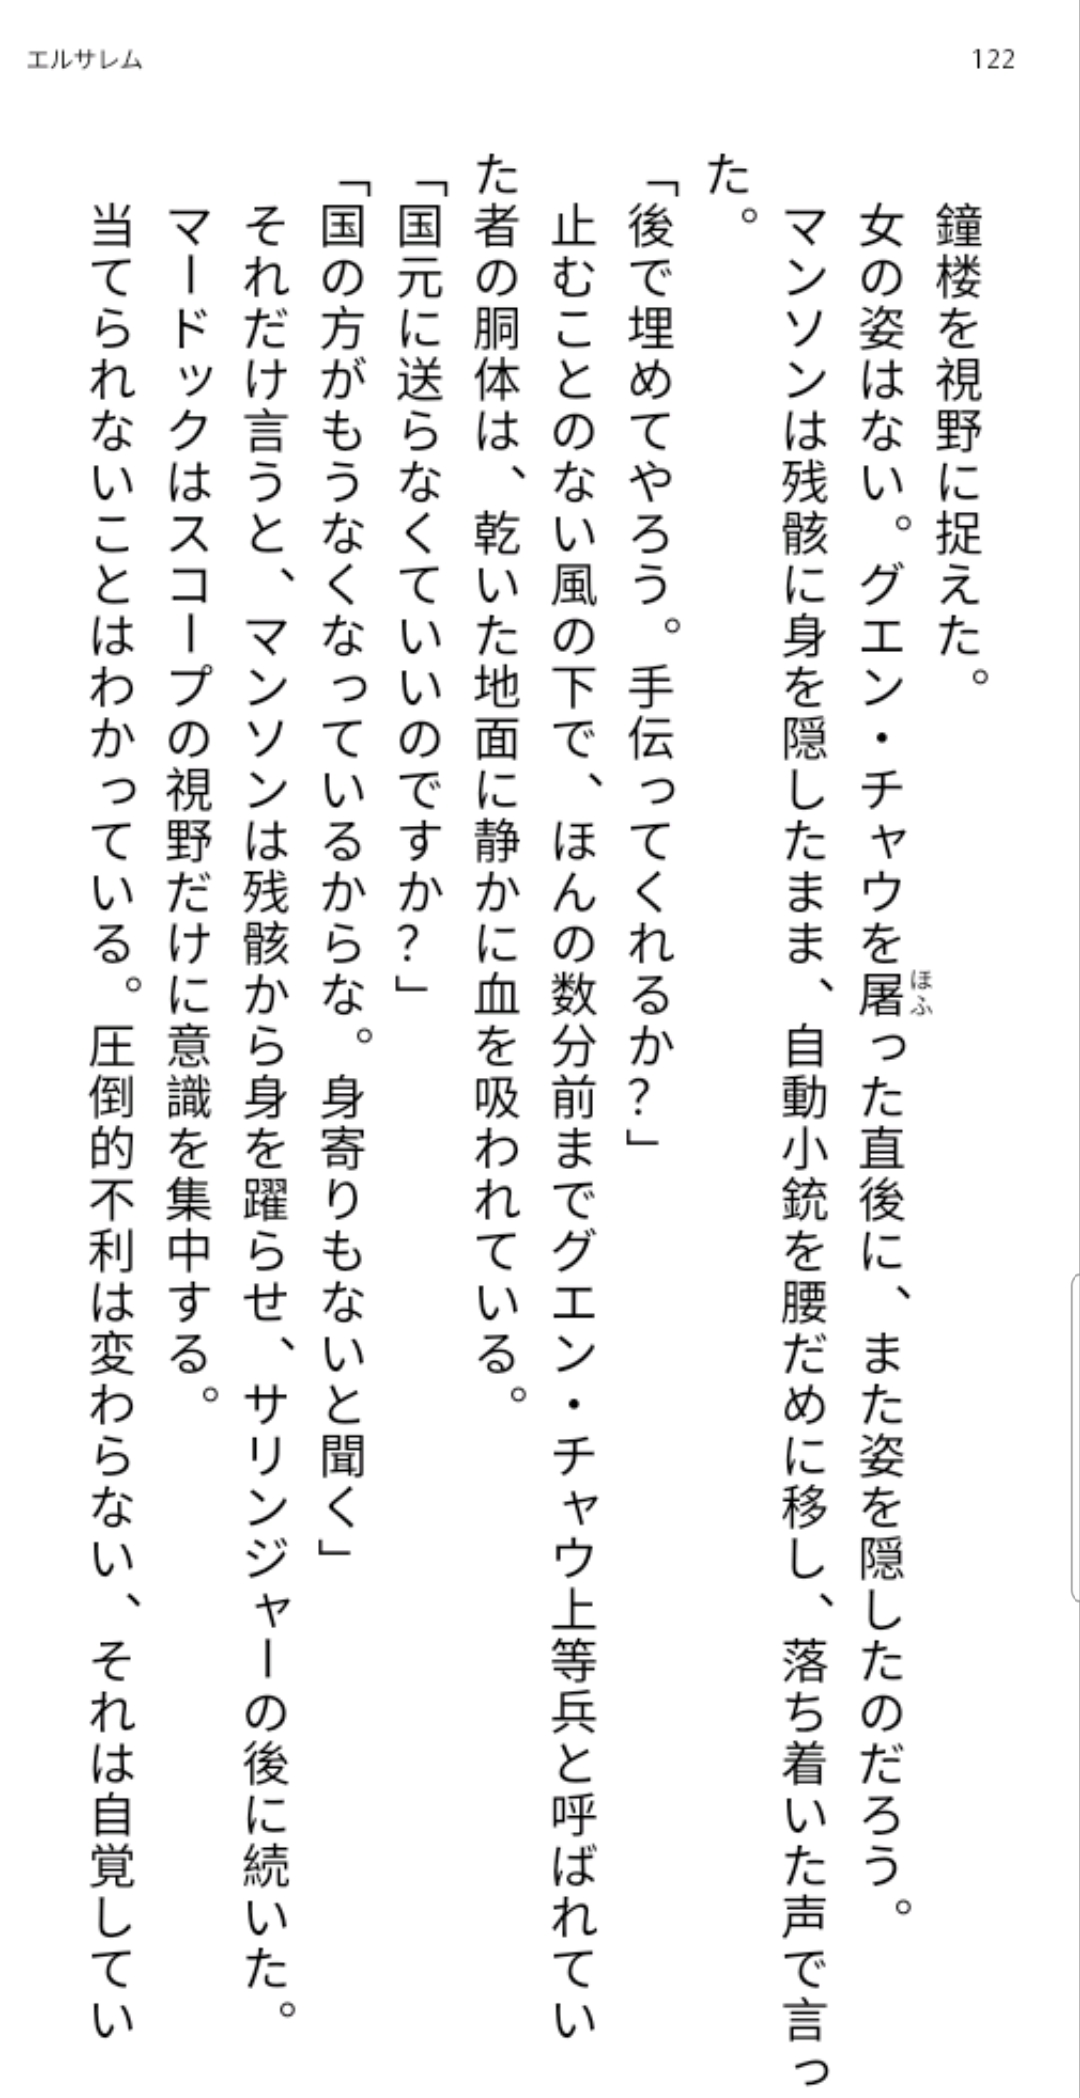 エルサレム
122
鐘楼を視野に捉えた。
女の姿はない。グエン・チャウを屠った直後に、また姿を隠したのだろう。
ほふ
マンソンは残骸に身を隠したまま、自動小銃を腰だめに移し、落ち着いた声で言っ
た。
「後で埋めてやろう。手伝ってくれるか？」
止むことのない風の下で、ほんの数分前までグエン・チャウ上等兵と呼ばれてい
た者の胴体は、乾いた地面に静かに血を吸われている。
「国元に送らなくていいのですか？」
「国の方がもうなくなっているからな。身寄りもないと聞く」
それだけ言うと、マンソンは残骸から身を躍らせ、サリンジャーの後に続いた。
マードックはスコープの視野だけに意識を集中する。
当てられないことはわかっている。圧倒的不利は変わらない、それは自覚してい